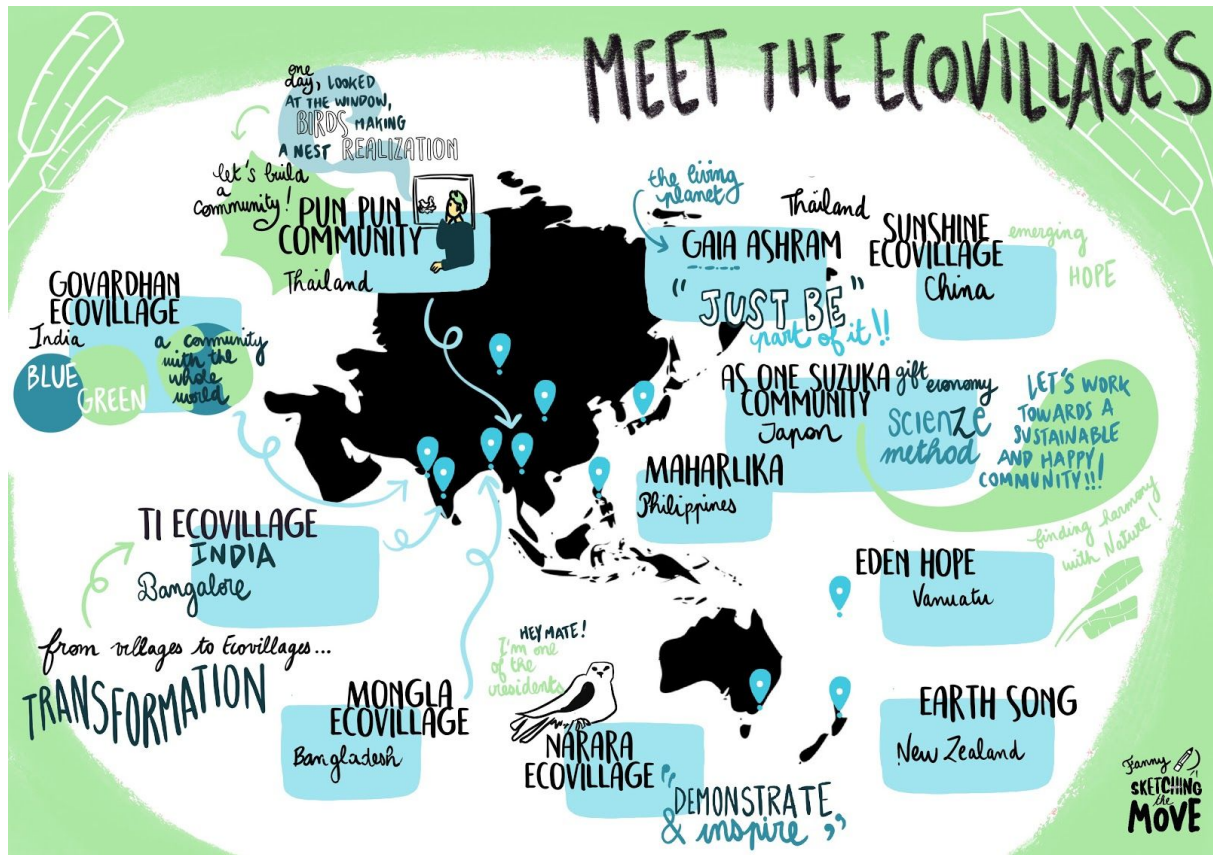 MEET THE ECOVILLAGES
one
day, LOOKED
AT THE WINDOW,
BIRDS MAKING
A NEST REALIZATION
let's build
a
community!
PUN PUN
COMMUNITY
Thailand
the living
planet
Thailand
GAIA ASHRAM
"JUST BE"
part of it!!
SUNSHINE
ECOVILLAGE
China
emerging
HOPE
GOVARDHAN
ECOVILLAGE
India
BLUE
GREEN
a community
with the
whole
world
AS ONE SUZUKA
COMMUNITY
Japon
gift economy
SCIENZE
method
LET'S WORK
TOWARDS A
SUSTAINABLE
AND HAPPY
COMMUNITY!!!
MAHARLIKA
Philippines
finding harmony
with Nature!
TI ECOVILLAGE
INDIA
Bangalore
from villages to Ecovillages...
TRANSFORMATION
EDEN HOPE
Vanuatu
MONGLA
ECOVILLAGE
Bangladesh
HEY MATE!
I'm one
of the
residents
NARARA
ECOVILLAGE
"DEMONSTRATE
& inspire"
EARTH SONG
New Zealand
Fanny
SKETCHING
the
MOVE